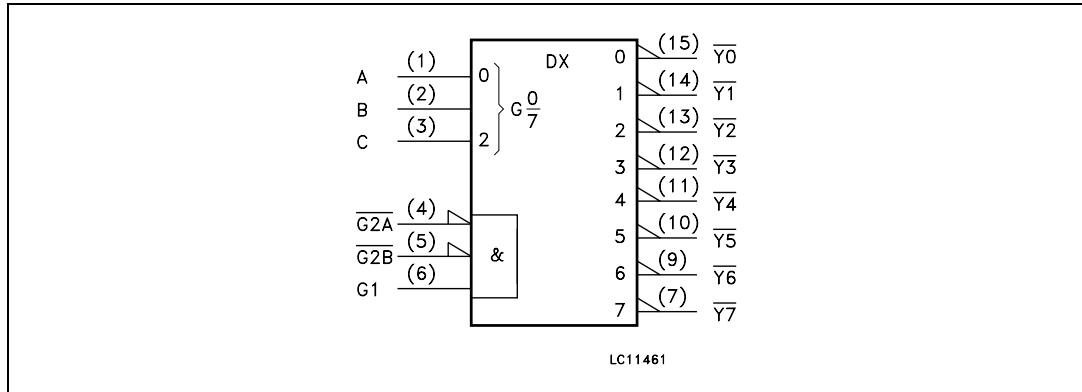 DX
A (1) 0
B (2)
C (3) 2
G 0/7
G2A (4)
G2B (5)
G1 (6)
&
0 (15) Y0
1 (14) Y1
2 (13) Y2
3 (12) Y3
4 (11) Y4
5 (10) Y5
6 (9) Y6
7 (7) Y7
LC11461